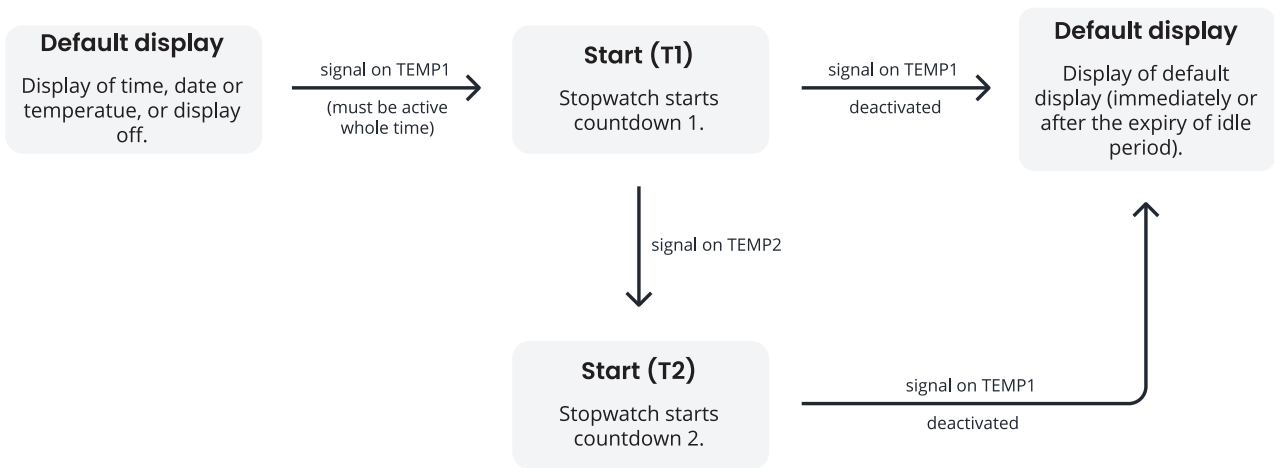 Default display
Display of time, date or
temperatue, or display
off.
signal on TEMP1
(must be active
whole time)
Start (T1)
Stopwatch starts
countdown 1.
signal on TEMP1
deactivated
Default display
Display of default
display (immediately or
after the expiry of idle
period).
signal on TEMP2
Start (T2)
Stopwatch starts
countdown 2.
signal on TEMP1
deactivated